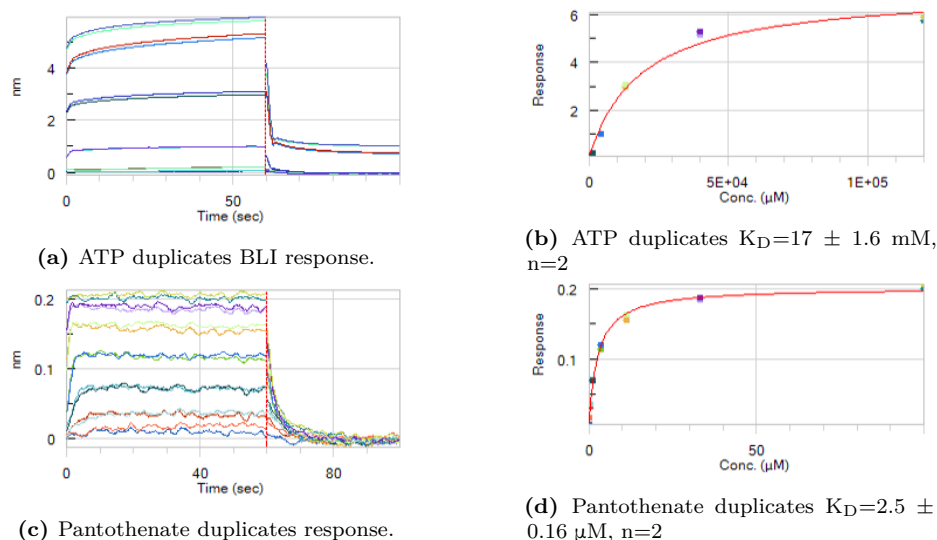 nm
4
2
0
0
50
Time (sec)
(a) ATP duplicates BLI response.
Response
6
4
2
0
5E+04
1E+05
Conc. (µM)
(b) ATP duplicates K_D=17 ± 1.6 mM,
n=2
nm
0.2
0.1
0
0
40
80
Time (sec)
(c) Pantothenate duplicates response.
Response
0.2
0.1
0
50
Conc. (µM)
(d) Pantothenate duplicates K_D=2.5 ±
0.16 µM, n=2